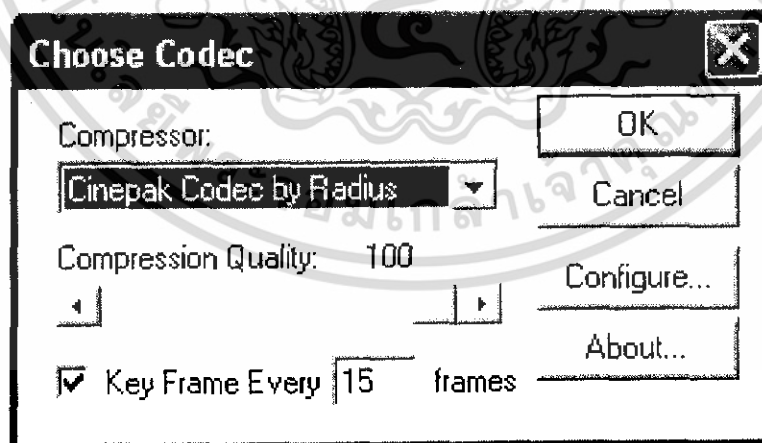 Choose Codec
Compressor:
Cinepak Codec by Radius
Compression Quality: 100
Key Frame Every 15 frames
OK
Cancel
Configure...
About...